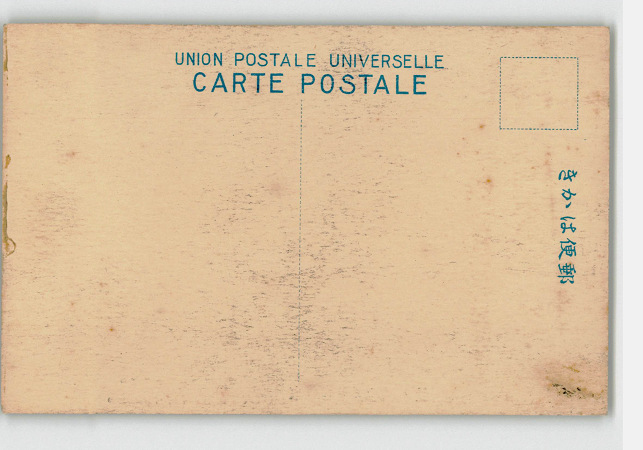 UNION POSTALE UNIVERSELLE
CARTE POSTALE
きかは便郵